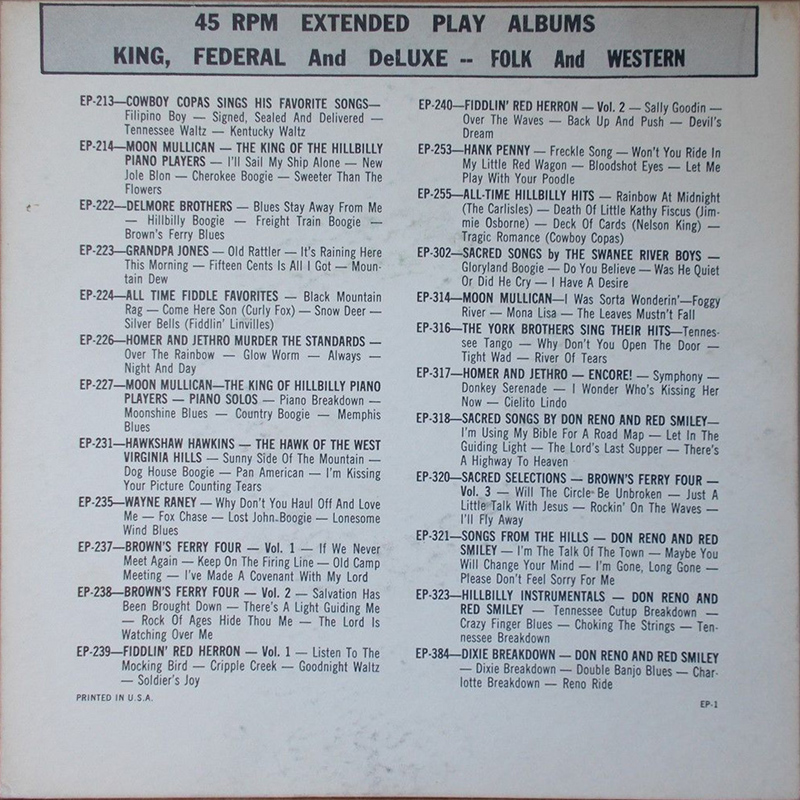 45 RPM EXTENDED PLAY ALBUMS
KING, FEDERAL And DeLUXE -- FOLK And WESTERN
EP-213—COWBOY COPAS SINGS HIS FAVORITE SONGS—
Filipino Boy — Signed, Sealed And Delivered —
Tennessee Waltz — Kentucky Waltz
EP-214—MOON MULLICAN — THE KING OF THE HILLBILLY
PIANO PLAYERS — I'll Sail My Ship Alone — New
Jole Blon — Cherokee Boogie — Sweeter Than The
Flowers
EP-222—DELMORE BROTHERS — Blues Stay Away From Me
— Hillbilly Boogie — Freight Train Boogie —
Brown's Ferry Blues
EP-223—GRANDPA JONES — Old Rattler — It's Raining Here
This Morning — Fifteen Cents Is All I Got — Moun-
tain Dew
EP-224—ALL TIME FIDDLE FAVORITES — Black Mountain
Rag — Come Here Son (Curly Fox) — Snow Deer —
Silver Bells (Fiddlin' Linvilles)
EP-226—HOMER AND JETHRO MURDER THE STANDARDS —
Over The Rainbow — Glow Worm — Always —
Night And Day
EP-227—MOON MULLICAN—THE KING OF HILLBILLY PIANO
PLAYERS — PIANO SOLOS — Piano Breakdown —
Moonshine Blues — Country Boogie — Memphis
Blues
EP-231—HAWKSHAW HAWKINS — THE HAWK OF THE WEST
VIRGINIA HILLS — Sunny Side Of The Mountain —
Dog House Boogie — Pan American — I'm Kissing
Your Picture Counting Tears
EP-235—WAYNE RANEY — Why Don't You Haul Off And Love
Me — Fox Chase — Lost John Boogie — Lonesome
Wind Blues
EP-237—BROWN'S FERRY FOUR — Vol. 1 — If We Never
Meet Again — Keep On The Firing Line — Old Camp
Meeting — I've Made A Covenant With My Lord
EP-238—BROWN'S FERRY FOUR — Vol. 2 — Salvation Has
Been Brought Down — There's A Light Guiding Me
— Rock Of Ages Hide Thou Me — The Lord Is
Watching Over Me
EP-239—FIDDLIN' RED HERRON — Vol. 1 — Listen To The
Mocking Bird — Cripple Creek — Goodnight Waltz
— Soldier's Joy
PRINTED IN U.S.A.
EP-240—FIDDLIN' RED HERRON — Vol. 2 — Sally Goodin —
Over The Waves — Back Up And Push — Devil's
Dream
EP-253—HANK PENNY — Freckle Song — Won't You Ride In
My Little Red Wagon — Bloodshot Eyes — Let Me
Play With Your Poodle
EP-255—ALL-TIME HILLBILLY HITS — Rainbow At Midnight
(The Carlisles) — Death Of Little Kathy Fiscus (Jim-
mie Osborne) — Deck Of Cards (Nelson King) —
Tragic Romance (Cowboy Copas)
EP-302—SACRED SONGS by THE SWANEE RIVER BOYS —
Gloryland Boogie — Do You Believe — Was He Quiet
Or Did He Cry — I Have A Desire
EP-314—MOON MULLICAN—I Was Sorta Wonderin'—Foggy
River — Mona Lisa — The Leaves Mustn't Fall
EP-316—THE YORK BROTHERS SING THEIR HITS—Tennes-
see Tango — Why Don't You Open The Door —
Tight Wad — River Of Tears
EP-317—HOMER AND JETHRO — ENCORE! — Symphony —
Donkey Serenade — I Wonder Who's Kissing Her
Now — Cielito Lindo
EP-318—SACRED SONGS BY DON RENO AND RED SMILEY—
I'm Using My Bible For A Road Map — Let In The
Guiding Light — The Lord's Last Supper — There's
A Highway To Heaven
EP-320—SACRED SELECTIONS — BROWN'S FERRY FOUR —
Vol. 3 — Will The Circle Be Unbroken — Just A
Little Talk With Jesus — Rockin' On The Waves —
I'll Fly Away
EP-321—SONGS FROM THE HILLS — DON RENO AND RED
SMILEY — I'm The Talk Of The Town — Maybe You
Will Change Your Mind — I'm Gone, Long Gone —
Please Don't Feel Sorry For Me
EP-323—HILLBILLY INSTRUMENTALS — DON RENO AND
RED SMILEY — Tennessee Cutup Breakdown —
Crazy Finger Blues — Choking The Strings — Ten-
nessee Breakdown
EP-384—DIXIE BREAKDOWN — DON RENO AND RED SMILEY
— Dixie Breakdown — Double Banjo Blues — Char-
lotte Breakdown — Reno Ride
EP-1